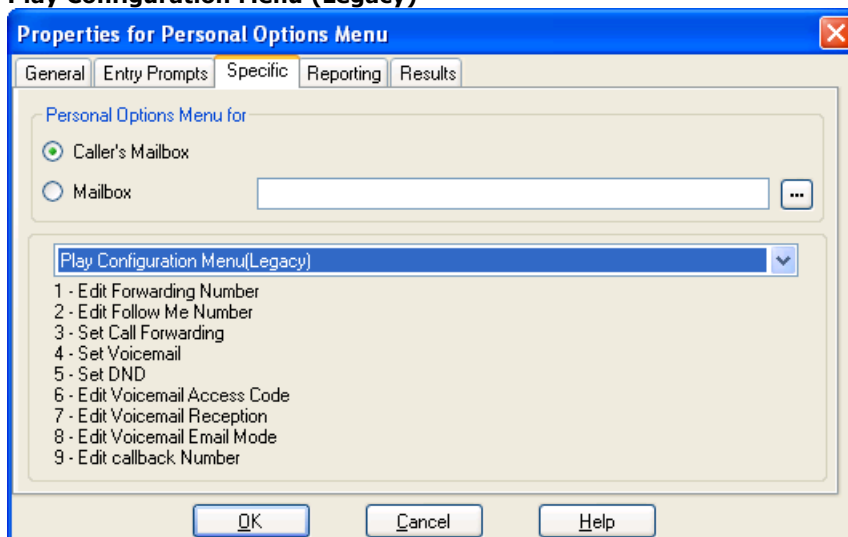 Play Configuration Menu (Legacy)
Properties for Personal Options Menu
General Entry Prompts Specific Reporting Results
Personal Options Menu for
Caller's Mailbox
Mailbox ...
Play Configuration Menu(Legacy)
1 - Edit Forwarding Number
2 - Edit Follow Me Number
3 - Set Call Forwarding
4 - Set Voicemail
5 - Set DND
6 - Edit Voicemail Access Code
7 - Edit Voicemail Reception
8 - Edit Voicemail Email Mode
9 - Edit callback Number
OK Cancel Help